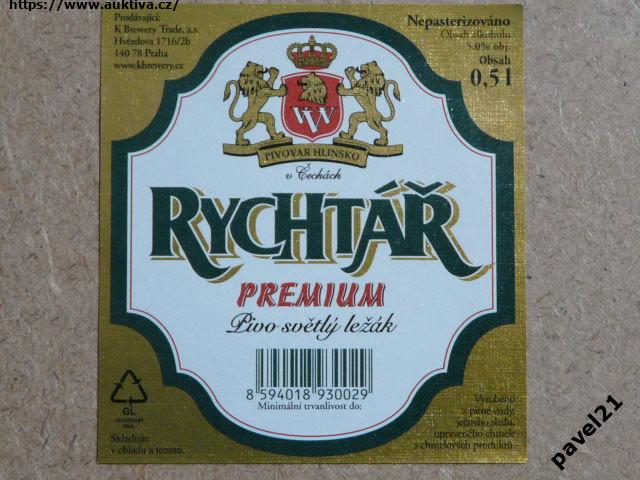 https://www.auktiva.cz/
Prodávající:
K Brewery Trade, a.s.
Hvězdova 1716/2b
140 78 Praha
www.kbrewery.cz
Nepasterizováno
Obsah alkoholu
5,0% obj.
Obsah
0,5 l
PIVOVAR HLINSKO
v Čechách
RYCHTÁŘ
PREMIUM
Pivo světlý ležák
8 594018 930029
Minimální trvanlivost do:
GL
Skladujte
v chladu a temnu.
Vyrobeno
z pitné vody,
ječného sladu,
upraveného chmele
a chmelových produktů.
pavel21